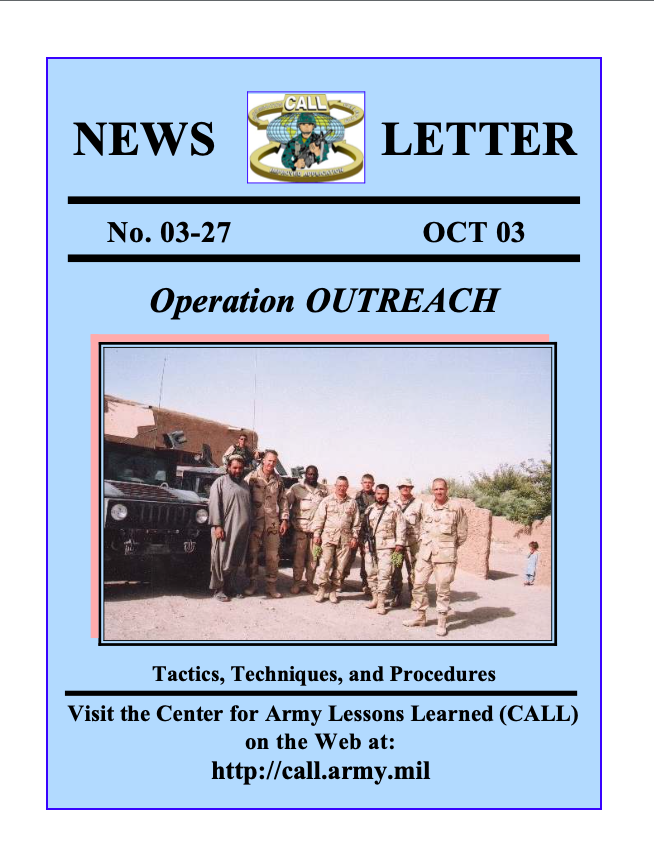 NEWS LETTER
CALL
No. 03-27 OCT 03
Operation OUTREACH
Tactics, Techniques, and Procedures
Visit the Center for Army Lessons Learned (CALL)
on the Web at:
http://call.army.mil